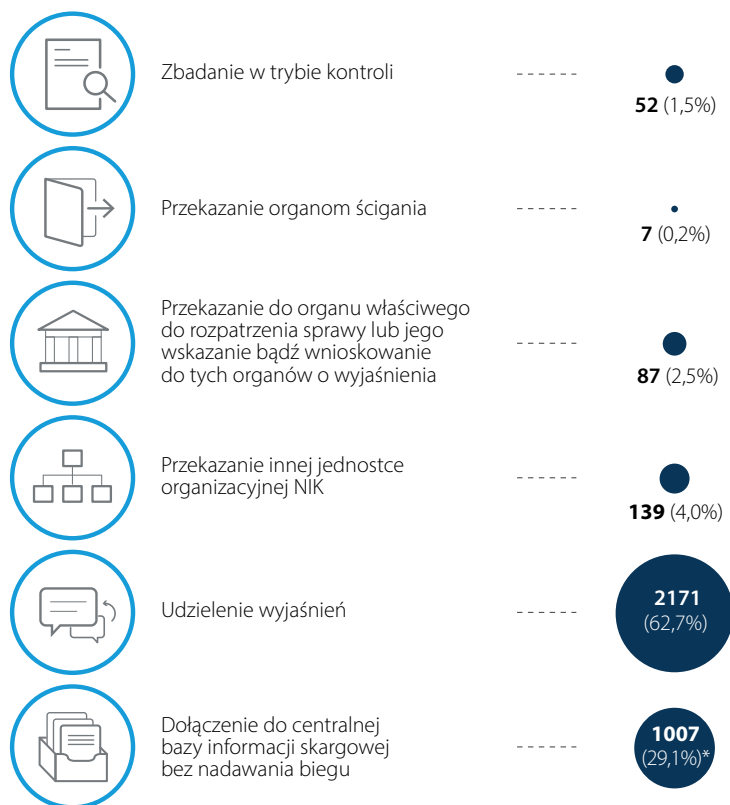 Zbadanie w trybie kontroli
52 (1,5%)
Przekazanie organom ścigania
7 (0,2%)
Przekazanie do organu właściwego
do rozpatrzenia sprawy lub jego
wskazanie bądź wnioskowanie
do tych organów o wyjaśnienia
87 (2,5%)
Przekazanie innej jednostce
organizacyjnej NIK
139 (4,0%)
Udzielenie wyjaśnień
2171
(62,7%)
Dołączenie do centralnej
bazy informacji skargowej
bez nadawania biegu
1007
(29,1%)*